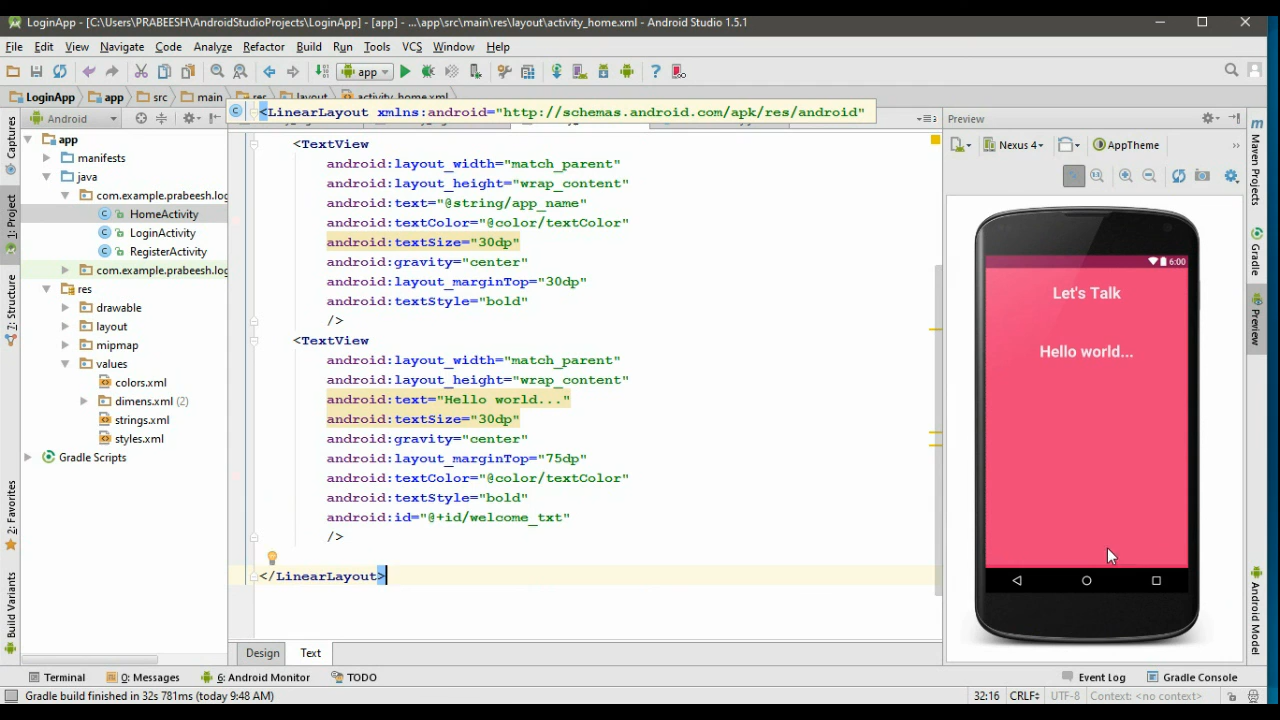 LoginApp - [C:\Users\PRABEESH\AndroidStudioProjects\LoginApp] - [app] - ...\app\src\main\res\layout\activity_home.xml - Android Studio 1.5.1
File Edit View Navigate Code Analyze Refactor Build Run Tools VCS Window Help
app
LoginApp app src main res layout activity_home.xml
<LinearLayout xmlns:android="http://schemas.android.com/apk/res/android"
Android
Preview
Nexus 4 AppTheme
app
manifests
java
com.example.prabeesh.log
HomeActivity
LoginActivity
RegisterActivity
com.example.prabeesh.log
res
drawable
layout
mipmap
values
colors.xml
dimens.xml (2)
strings.xml
styles.xml
Gradle Scripts
<TextView
android:layout_width="match_parent"
android:layout_height="wrap_content"
android:text="@string/app_name"
android:textColor="@color/textColor"
android:textSize="30dp"
android:gravity="center"
android:layout_marginTop="30dp"
android:textStyle="bold"
/>
<TextView
android:layout_width="match_parent"
android:layout_height="wrap_content"
android:text="Hello world..."
android:textSize="30dp"
android:gravity="center"
android:layout_marginTop="75dp"
android:textColor="@color/textColor"
android:textStyle="bold"
android:id="@+id/welcome_txt"
/>
</LinearLayout>
6:00
Let's Talk
Hello world...
Captures
1: Project
7: Structure
2: Favorites
Build Variants
Maven Projects
Gradle
Preview
Android Model
Design Text
Terminal 0: Messages 6: Android Monitor TODO Event Log Gradle Console
Gradle build finished in 32s 781ms (today 9:48 AM) 32:16 CRLF UTF-8 Context: <no context>